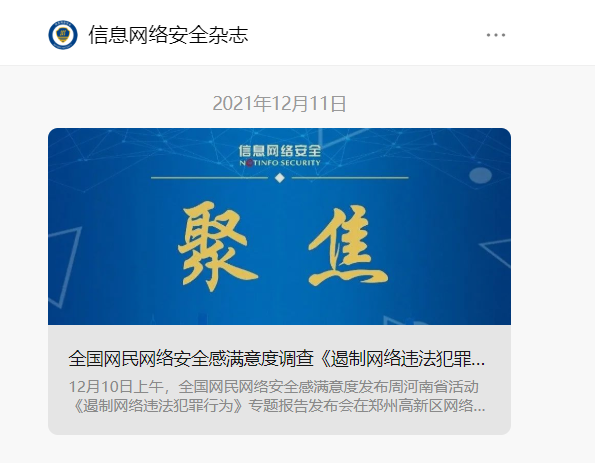 信息网络安全杂志
2021年12月11日
信息网络安全
NETINFO SECURITY
聚焦
全国网民网络安全感满意度调查《遏制网络违法犯罪...
12月10日上午，全国网民网络安全感满意度发布周河南省活动
《遏制网络违法犯罪行为》专题报告发布会在郑州高新区网络...